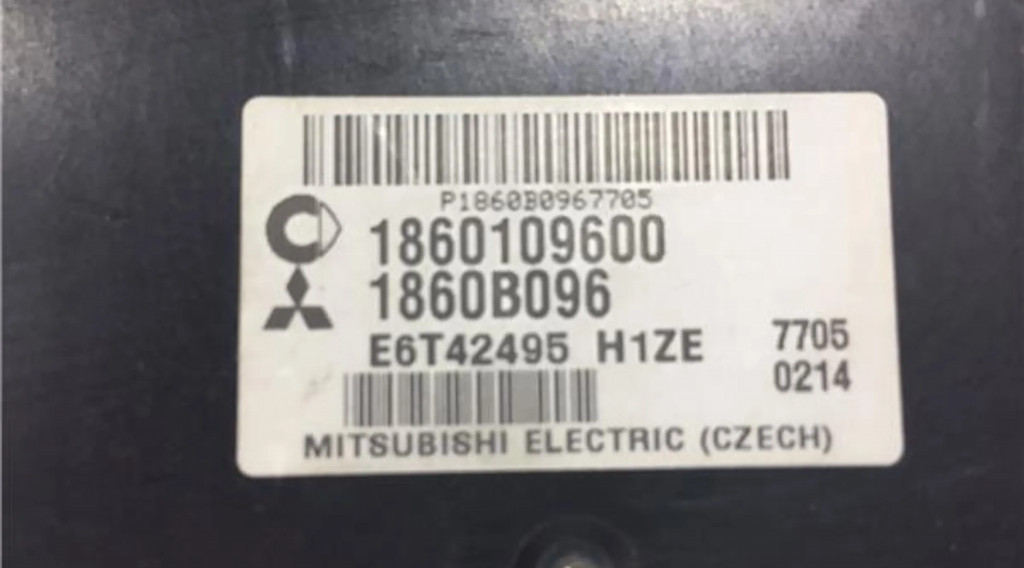 P1860B0967705
1860109600
1860B096
E6T42495 H1ZE
7705
0214
MITSUBISHI ELECTRIC (CZECH)